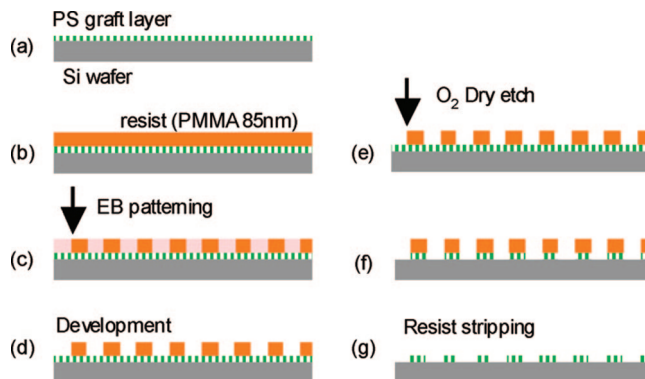 PS graft layer
(a)
Si wafer
resist (PMMA 85nm)
(b)
EB patterning
(c)
Development
(d)
O₂ Dry etch
(e)
(f)
Resist stripping
(g)